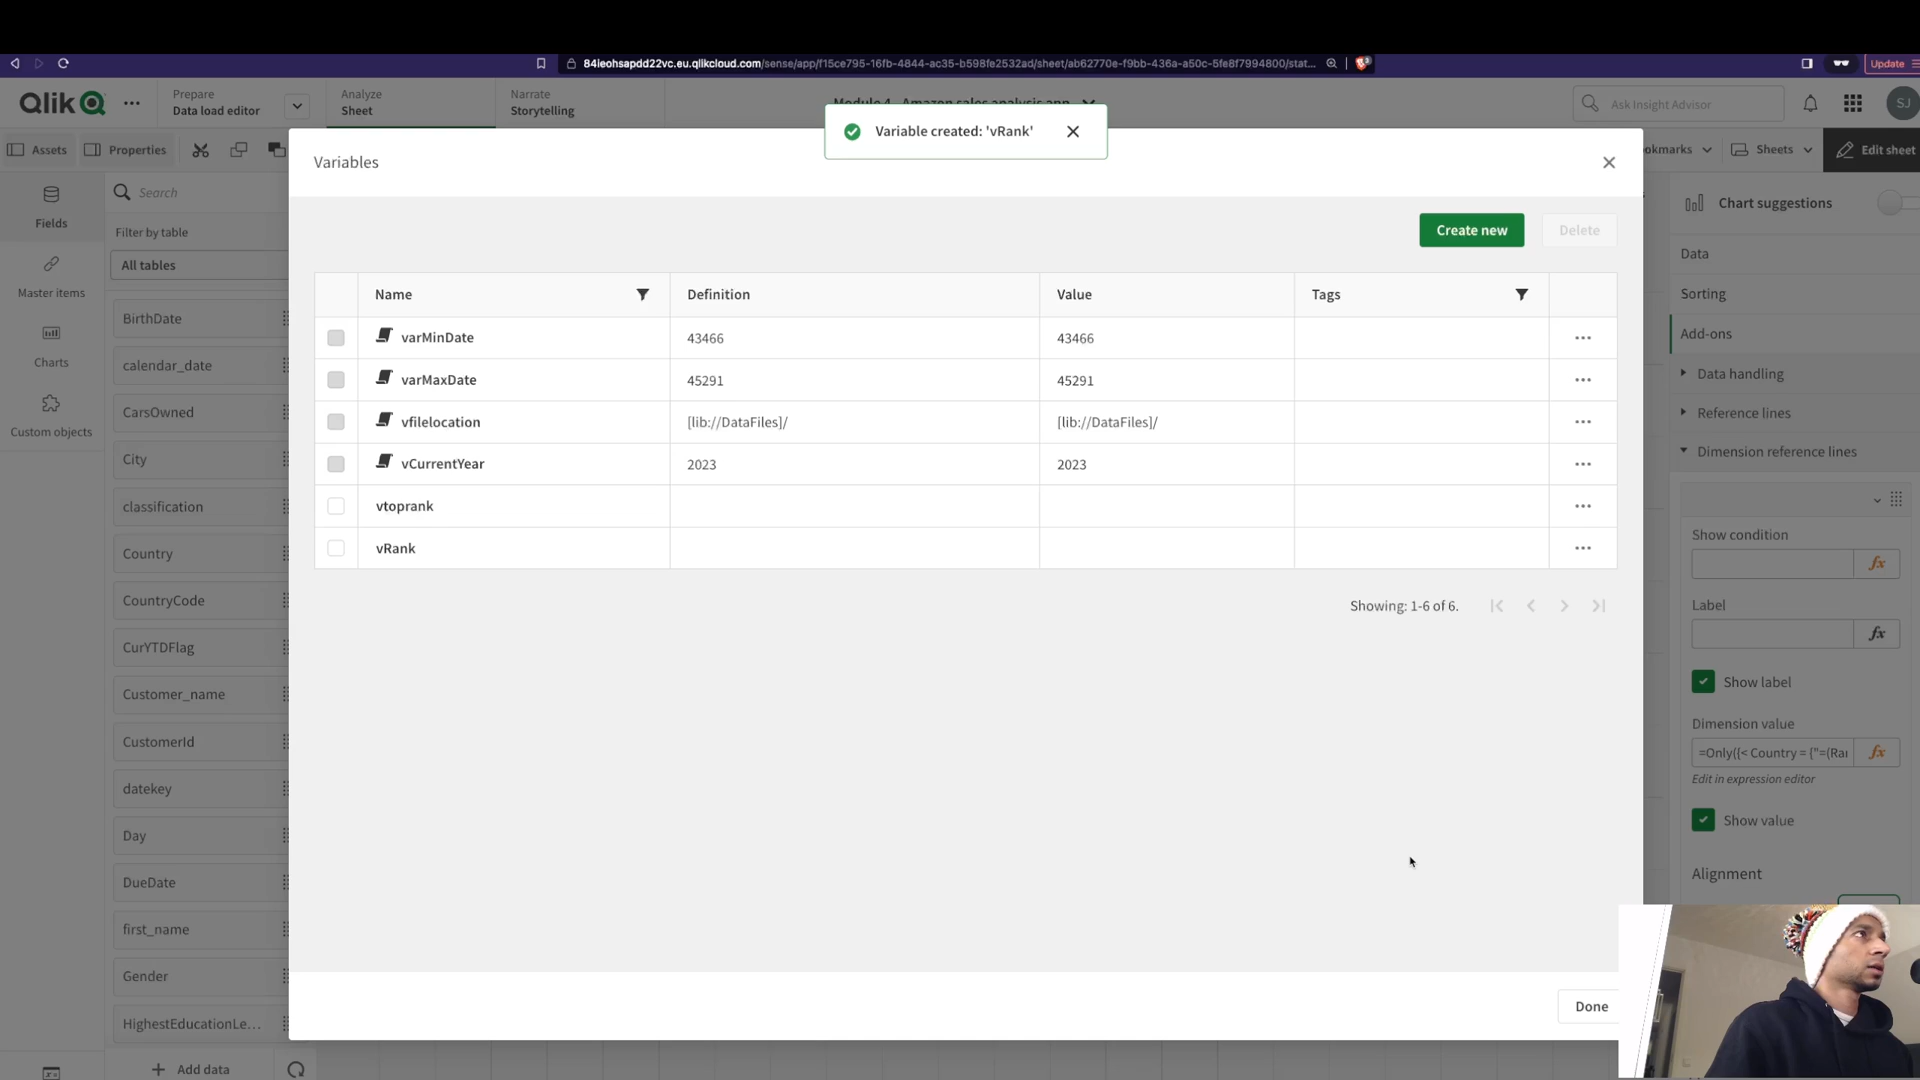 84ieohsapdd22vc.eu.qlikcloud.com/sense/app/f15ce795-16fb-4844-ac35-b598fe2532ad/sheet/ab62770e-f9bb-436a-a50c-5fe8f7994800/stat...
Update
Qlik
Prepare
Data load editor
Analyze
Sheet
Narrate
Storytelling
Module 4 - Amazon sales analysis app
Ask Insight Advisor
SJ
Variable created: 'vRank'
Assets
Properties
okmarks
Sheets
Edit sheet
Variables
Fields
Master items
Charts
Custom objects
Search
Filter by table
All tables
BirthDate
calendar_date
CarsOwned
City
classification
Country
CountryCode
CurYTDFlag
Customer_name
CustomerId
datekey
Day
DueDate
first_name
Gender
HighestEducationLe...
Add data
Create new
Delete
Name Definition Value Tags
varMinDate 43466 43466
varMaxDate 45291 45291
vfilelocation [lib://DataFiles]/ [lib://DataFiles]/
vCurrentYear 2023 2023
vtoprank
vRank
Showing: 1-6 of 6.
Done
Chart suggestions
Data
Sorting
Add-ons
Data handling
Reference lines
Dimension reference lines
Show condition
fx
Label
fx
Show label
Dimension value
=Only({< Country = {"=(Rai
fx
Edit in expression editor
Show value
Alignment